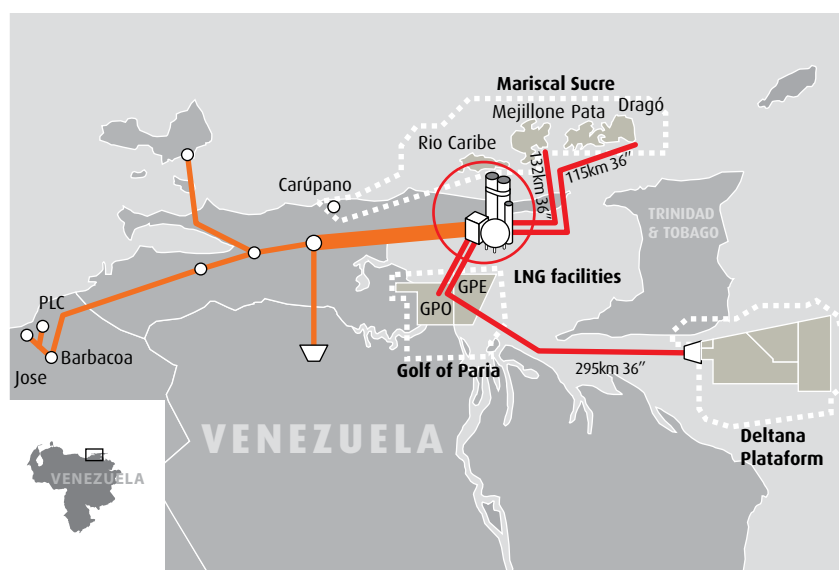 Mariscal Sucre
Mejillone Pata Dragó
Rio Caribe
132km 36”
115km 36”
Carúpano
TRINIDAD
& TOBAGO
LNG facilities
PLC
GPE
GPO
Barbacoa
Jose
Golf of Paria
295km 36”
VENEZUELA
Deltana
Plataform
VENEZUELA